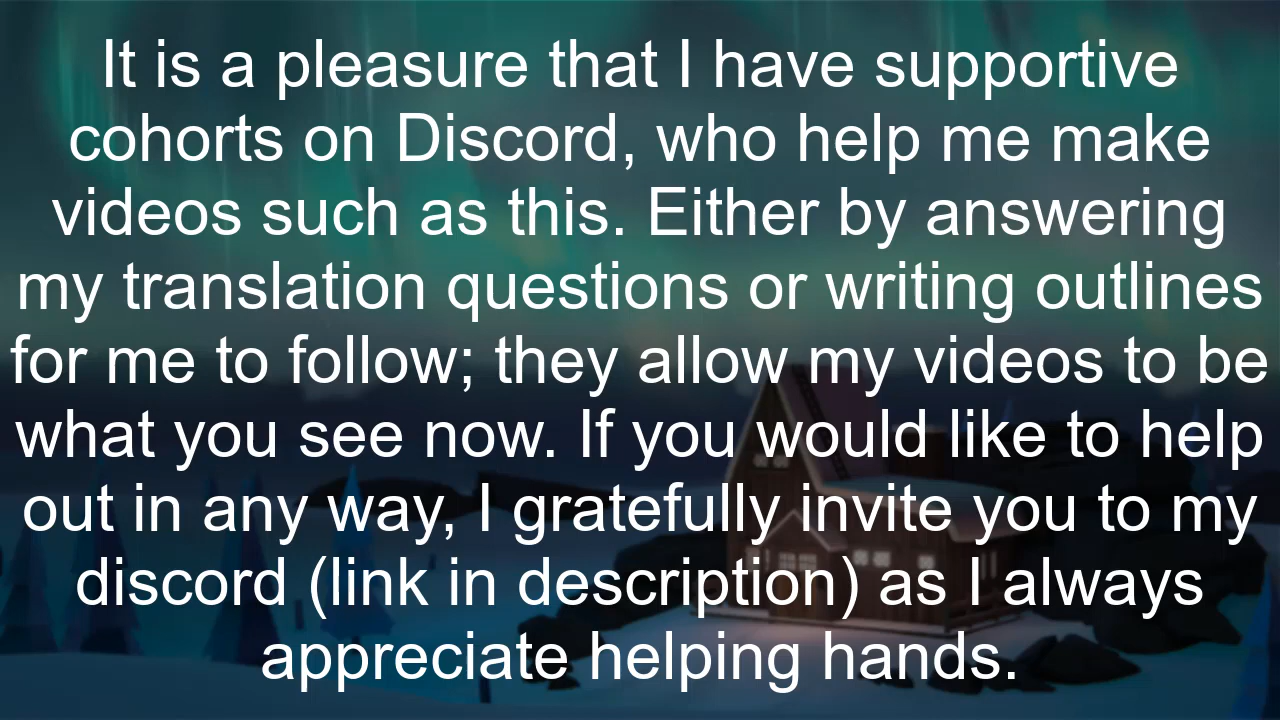 It is a pleasure that I have supportive
cohorts on Discord, who help me make
videos such as this. Either by answering
my translation questions or writing outlines
for me to follow; they allow my videos to be
what you see now. If you would like to help
out in any way, I gratefully invite you to my
discord (link in description) as I always
appreciate helping hands.